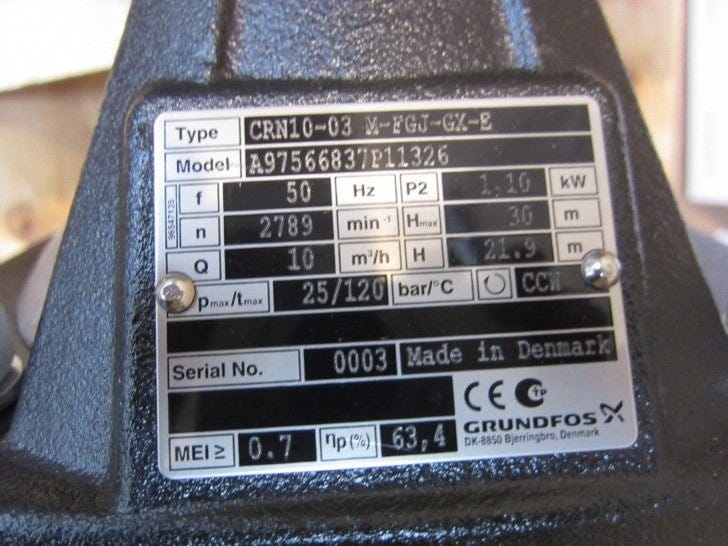 Type CRN10-03 M-FGJ-GX-E
Model A97566837P11326
f 50 Hz P2 1,10 kW
n 2789 min⁻¹ Hmax 30 m
Q 10 m³/h H 21.9 m
pmax/tmax 25/120 bar/°C CCW
Serial No. 0003 Made in Denmark
CE
GRUNDFOS
DK-8850 Bjerringbro, Denmark
MEI ≥ 0.7 ηp(%) 63,4